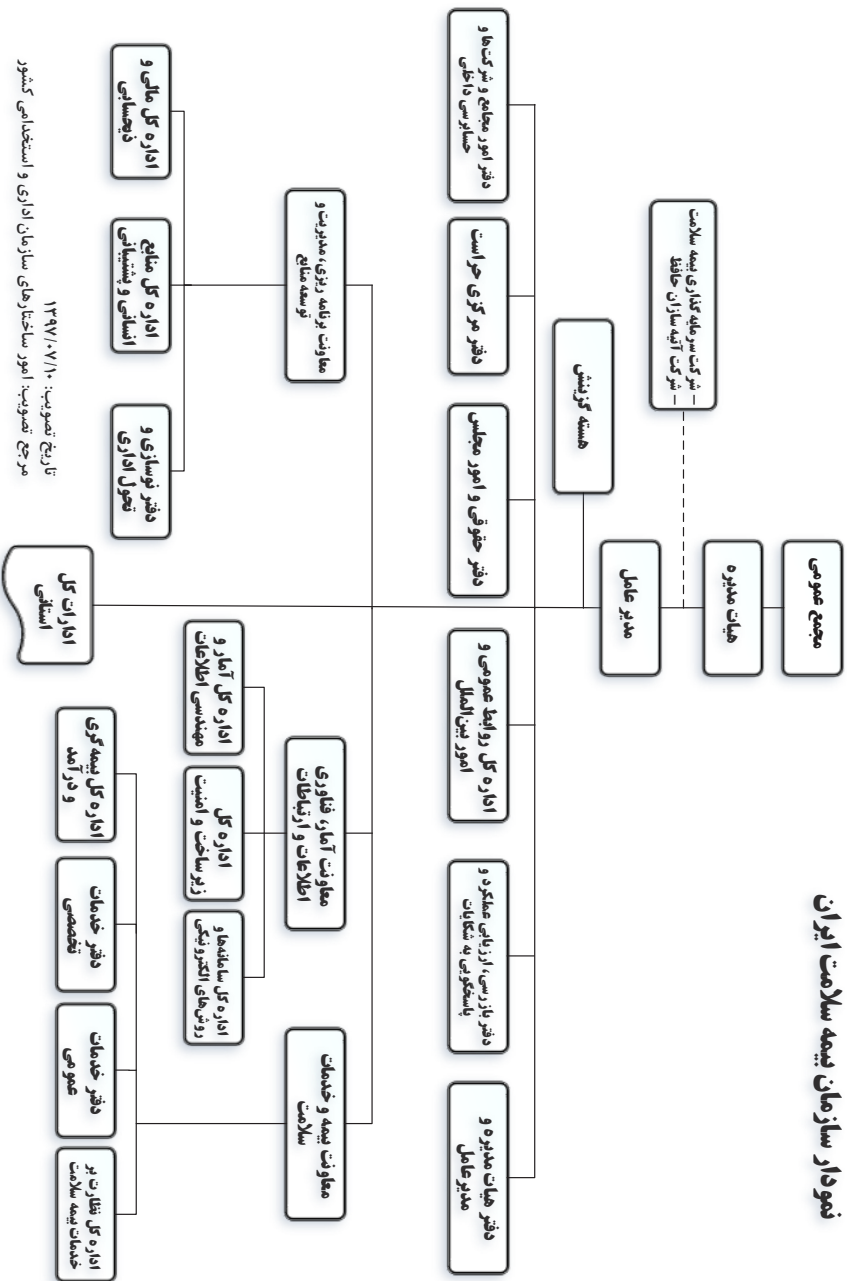 نمودار سازمان بیمه سلامت ایران
مجمع عمومی
هیات مدیره
– شرکت سرمایه گذاری بیمه سلامت
– شرکت آتیه سازان حافظ
مدیر عامل
هسته گزینش
دفتر هیات مدیره و
مدیرعامل
دفتر بازرسی، ارزیابی عملکرد و
پاسخگویی به شکایات
اداره کل روابط عمومی و
امور بین‌الملل
دفتر حقوقی و امور مجلس
دفتر مرکزی حراست
دفتر امور مجامع و شرکت‌ها و
حسابرسی داخلی
معاونت بیمه و خدمات
سلامت
معاونت آمار، فناوری
اطلاعات و ارتباطات
معاونت برنامه ریزی، مدیریت و
توسعه منابع
اداره کل سامانه‌ها و
روش‌های الکترونیکی
اداره کل
زیرساخت و امنیت
اداره کل آمار و
مهندسی اطلاعات
اداره کل نظارت بر
خدمات بیمه سلامت
دفتر خدمات
عمومی
دفتر خدمات
تخصصی
اداره کل بیمه گری
و درآمد
ادارات کل
استانی
دفتر نوسازی و
تحول اداری
اداره کل منابع
انسانی و پشتیبانی
اداره کل مالی و
ذیحسابی
تاریخ تصویب: ۱۳۹۷/۰۷/۱۰
مرجع تصویب: امور ساختارهای سازمان اداری و استخدامی کشور